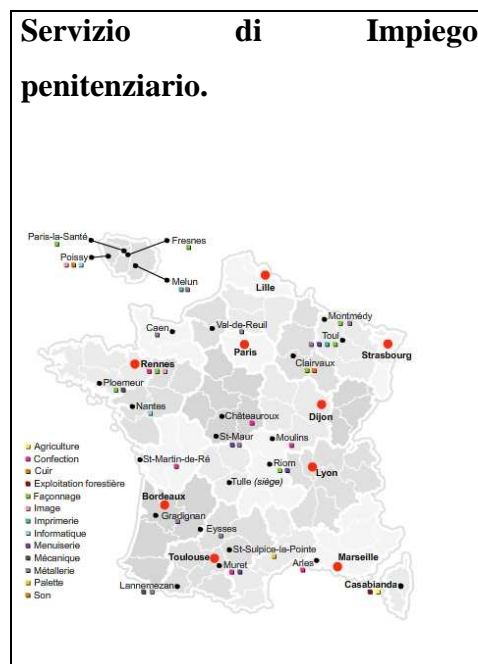 Servizio di Impiego
penitenziario.
Paris-la-Santé
Fresnes
Poissy
Melun
Lille
Caen
Val-de-Reuil
Montmédy
Toul
Paris
Strasbourg
Rennes
Clairvaux
Ploemeur
Nantes
Dijon
Châteauroux
St-Maur
Moulins
St-Martin-de-Ré
Riom
Lyon
Tulle (siège)
Bordeaux
Gradignan
Eysses
St-Sulpice-la-Pointe
Toulouse
Muret
Arles
Marseille
Lannemezan
Casabianda
Agriculture
Confection
Cuir
Exploitation forestière
Façonnage
Image
Imprimerie
Informatique
Menuiserie
Mécanique
Métallerie
Palette
Son